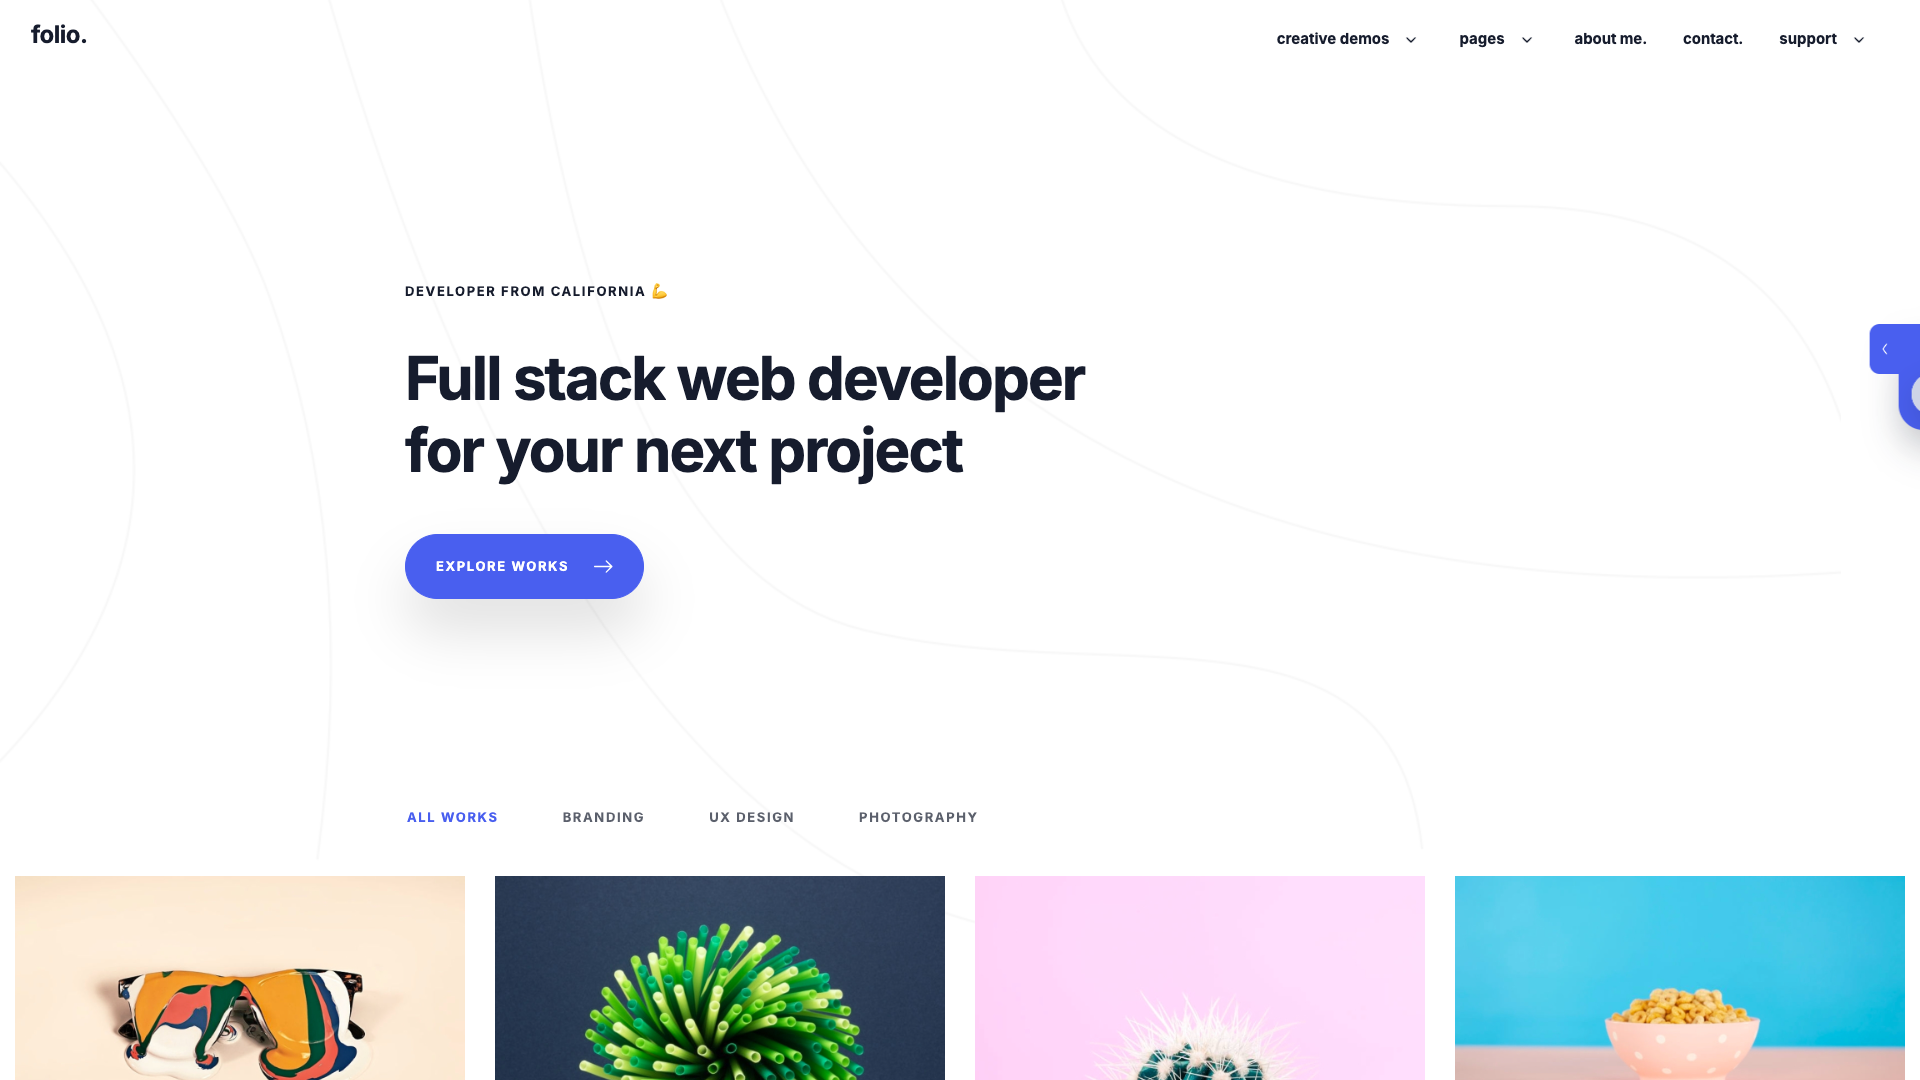 folio.
creative demos
pages
about me.
contact.
support
DEVELOPER FROM CALIFORNIA 💪
Full stack web developer
for your next project
EXPLORE WORKS
ALL WORKS
BRANDING
UX DESIGN
PHOTOGRAPHY